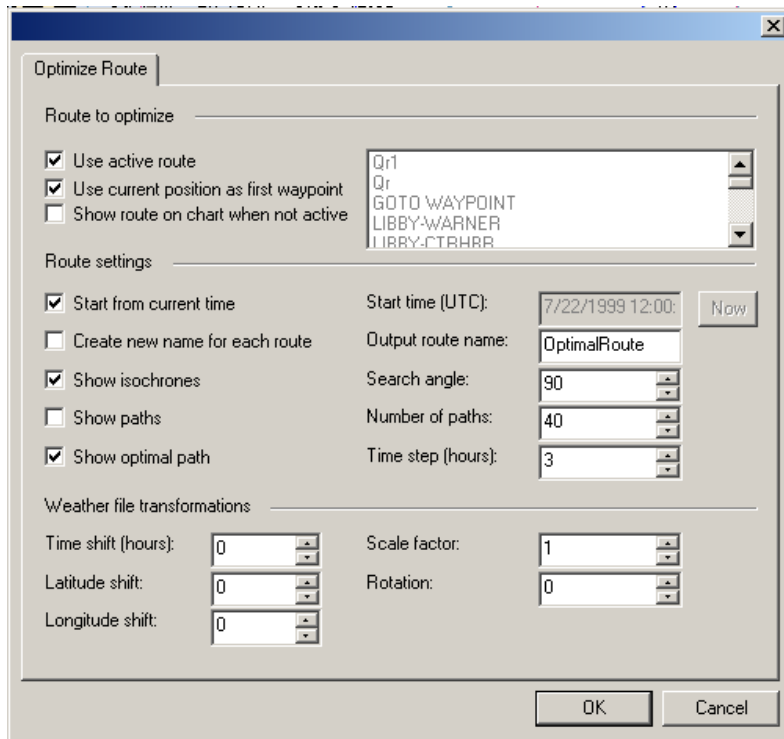 Optimize Route
Route to optimize
Use active route
Use current position as first waypoint
Show route on chart when not active
Qr1
Qr
GOTO WAYPOINT
LIBBY-WARNER
LIBBY-CTRHBR
Route settings
Start from current time
Start time (UTC):
7/22/1999 12:00:
Now
Create new name for each route
Output route name:
OptimalRoute
Show isochrones
Search angle:
90
Show paths
Number of paths:
40
Show optimal path
Time step (hours):
3
Weather file transformations
Time shift (hours):
0
Scale factor:
1
Latitude shift:
0
Rotation:
0
Longitude shift:
0
OK
Cancel